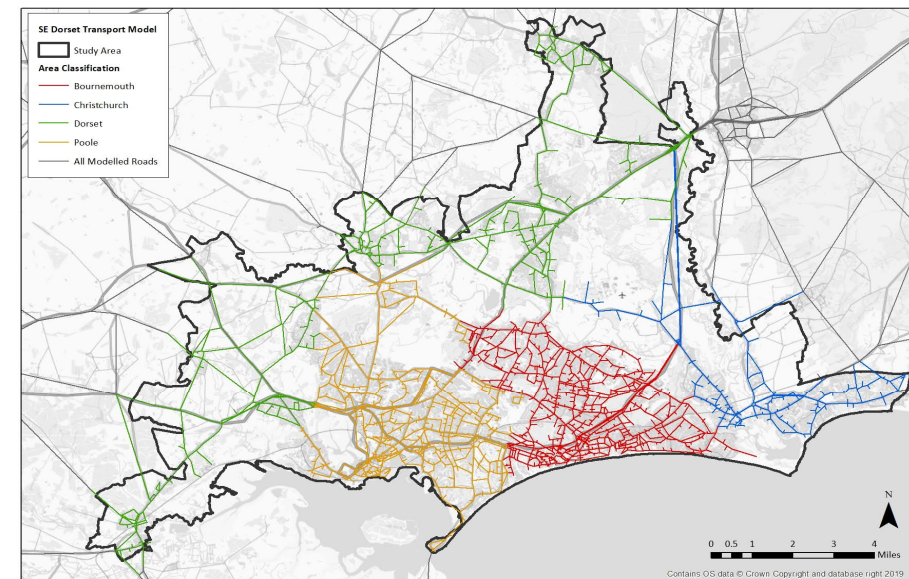 SE Dorset Transport Model
Study Area
Area Classification
Bournemouth
Christchurch
Dorset
Poole
All Modelled Roads
N
0 0.5 1 2 3 4
Miles
Contains OS data © Crown Copyright and database right 2019